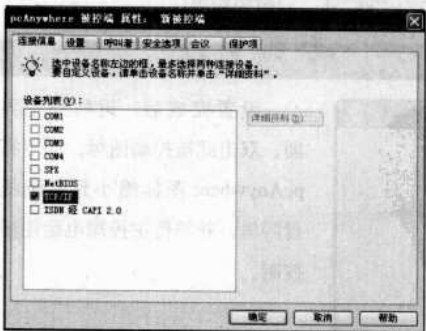 pcAnywhere 被控端 属性： 新被控端
连接信息 设置 呼叫者 安全选项 会议 保护项
选中设备名称左边的框，最多选择两种连接设备。
要自定义设备，请单击设备名称并单击“详细资料”。
设备列表(V)：
详细资料(D)...
COM1
COM2
COM3
COM4
SPX
NetBIOS
TCP/IP
ISDN 经 CAPI 2.0
确定 取消 帮助